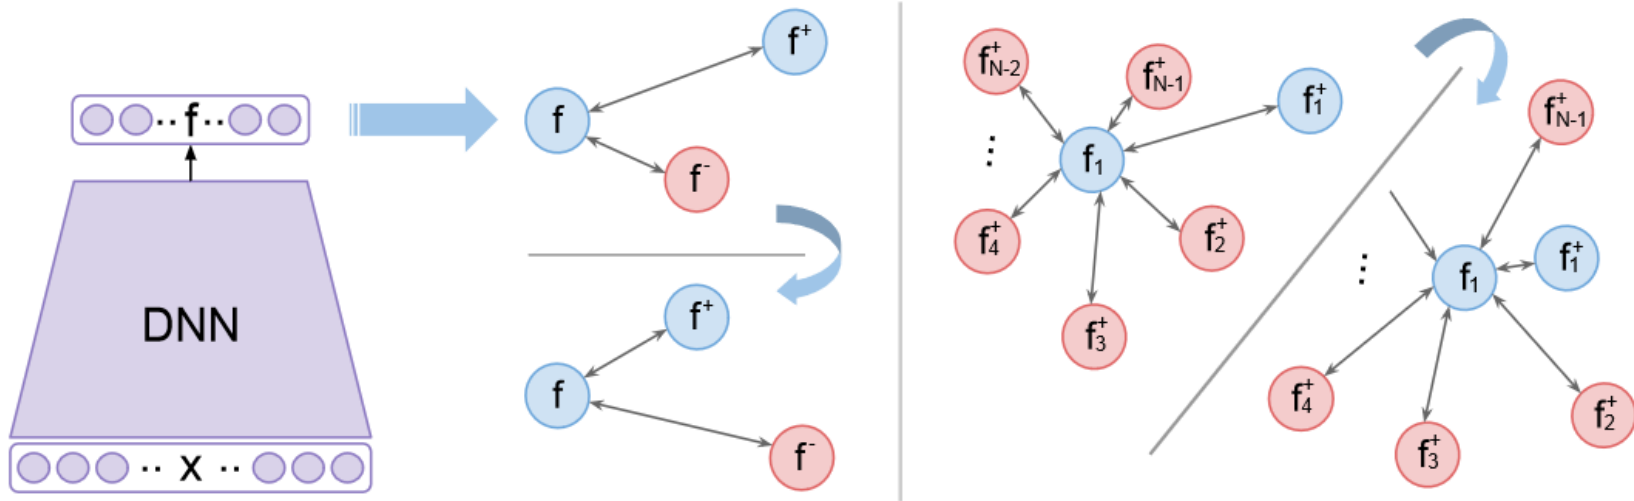 ·· f ··
DNN
·· X ··
f⁺
f
f⁻
f⁺
f
f⁻
f⁺N-2
f⁺N-1
f⁺1
f1
⋮
f⁺4
f⁺2
f⁺3
f⁺N-1
f⁺1
f1
⋮
f⁺4
f⁺2
f⁺3